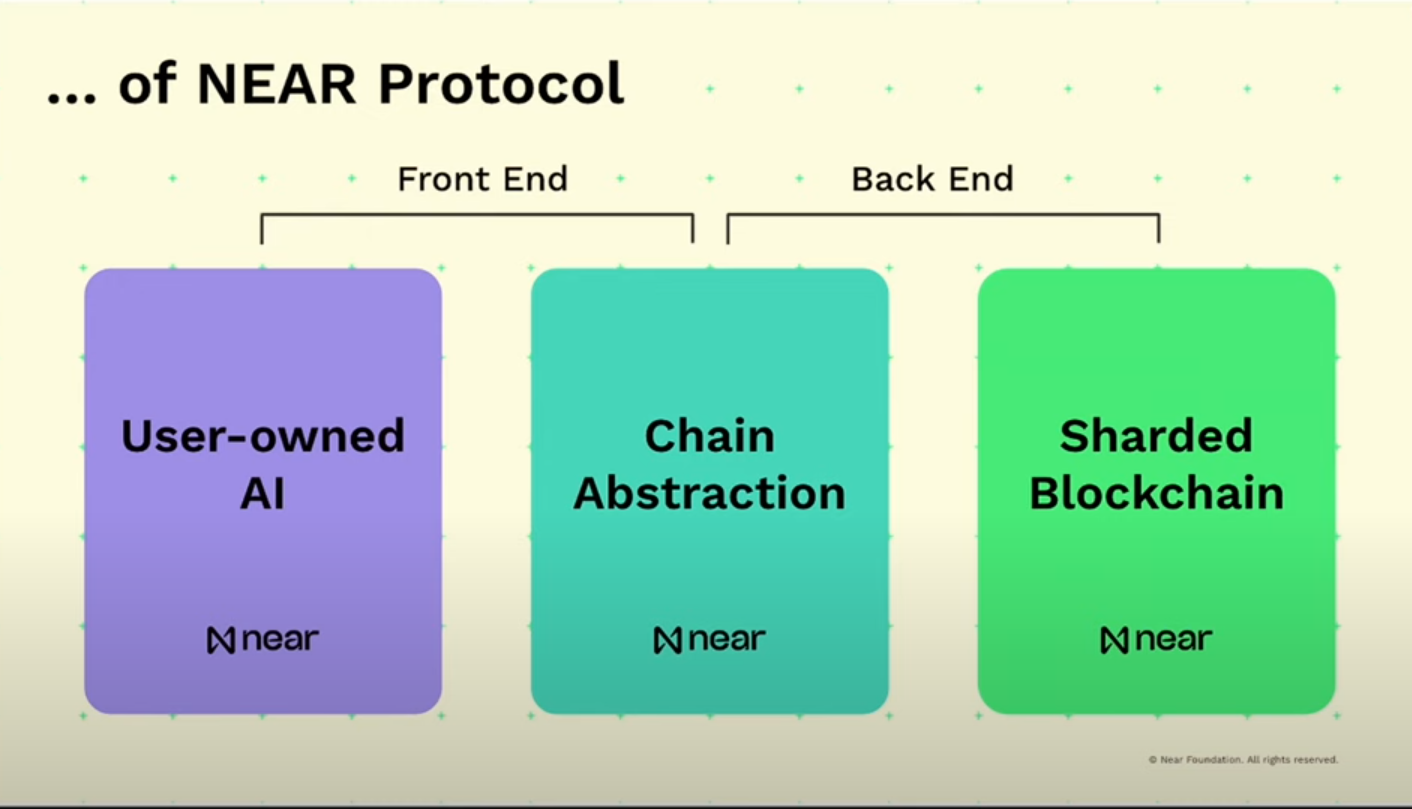 ... of NEAR Protocol
Front End
Back End
User-owned
AI
Chain
Abstraction
Sharded
Blockchain
near
near
near
© Near Foundation. All rights reserved.